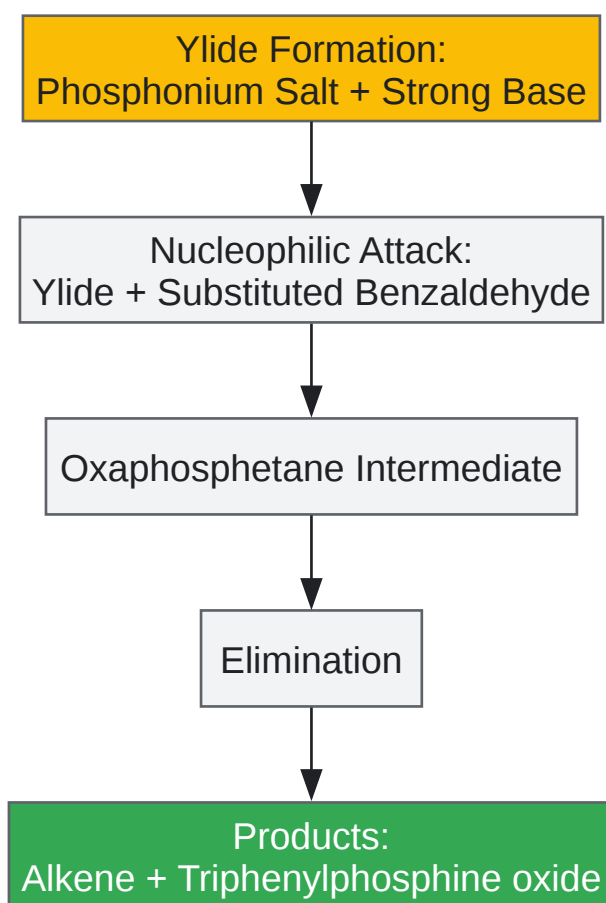 Ylide Formation:
Phosphonium Salt + Strong Base
Nucleophilic Attack:
Ylide + Substituted Benzaldehyde
Oxaphosphetane Intermediate
Elimination
Products:
Alkene + Triphenylphosphine oxide